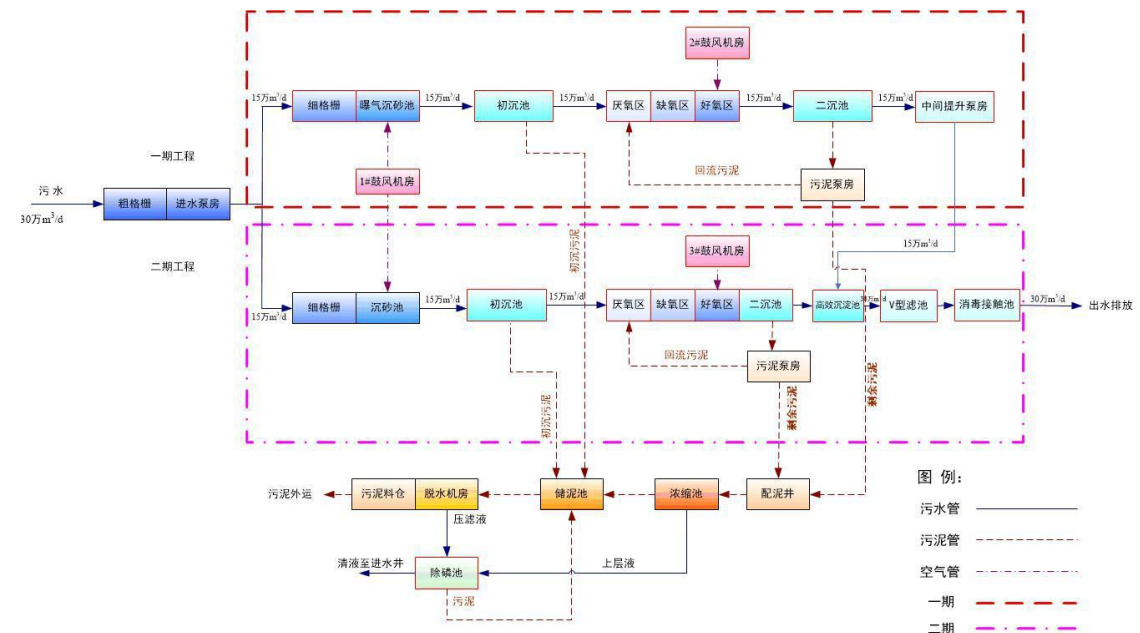 2#鼓风机房
15万m³/d
细格栅
曝气沉砂池
15万m³/d
初沉池
15万m³/d
厌氧区
缺氧区
好氧区
15万m³/d
二沉池
15万m³/d
中间提升泵房
一期工程
1#鼓风机房
回流污泥
污泥泵房
污 水
30万m³/d
粗格栅
进水泵房
初沉污泥
15万m³/d
二期工程
3#鼓风机房
15万m³/d
细格栅
沉砂池
15万m³/d
初沉池
15万m³/d
厌氧区
缺氧区
好氧区
二沉池
高效沉淀池
30万m³/d
V型滤池
消毒接触池
30万m³/d
出水排放
回流污泥
污泥泵房
初沉污泥
剩余污泥
剩余污泥
污泥外运
污泥料仓
脱水机房
储泥池
浓缩池
配泥井
压滤液
清液至进水井
除磷池
上层液
污泥
图 例:
污水管
污泥管
空气管
一期
二期